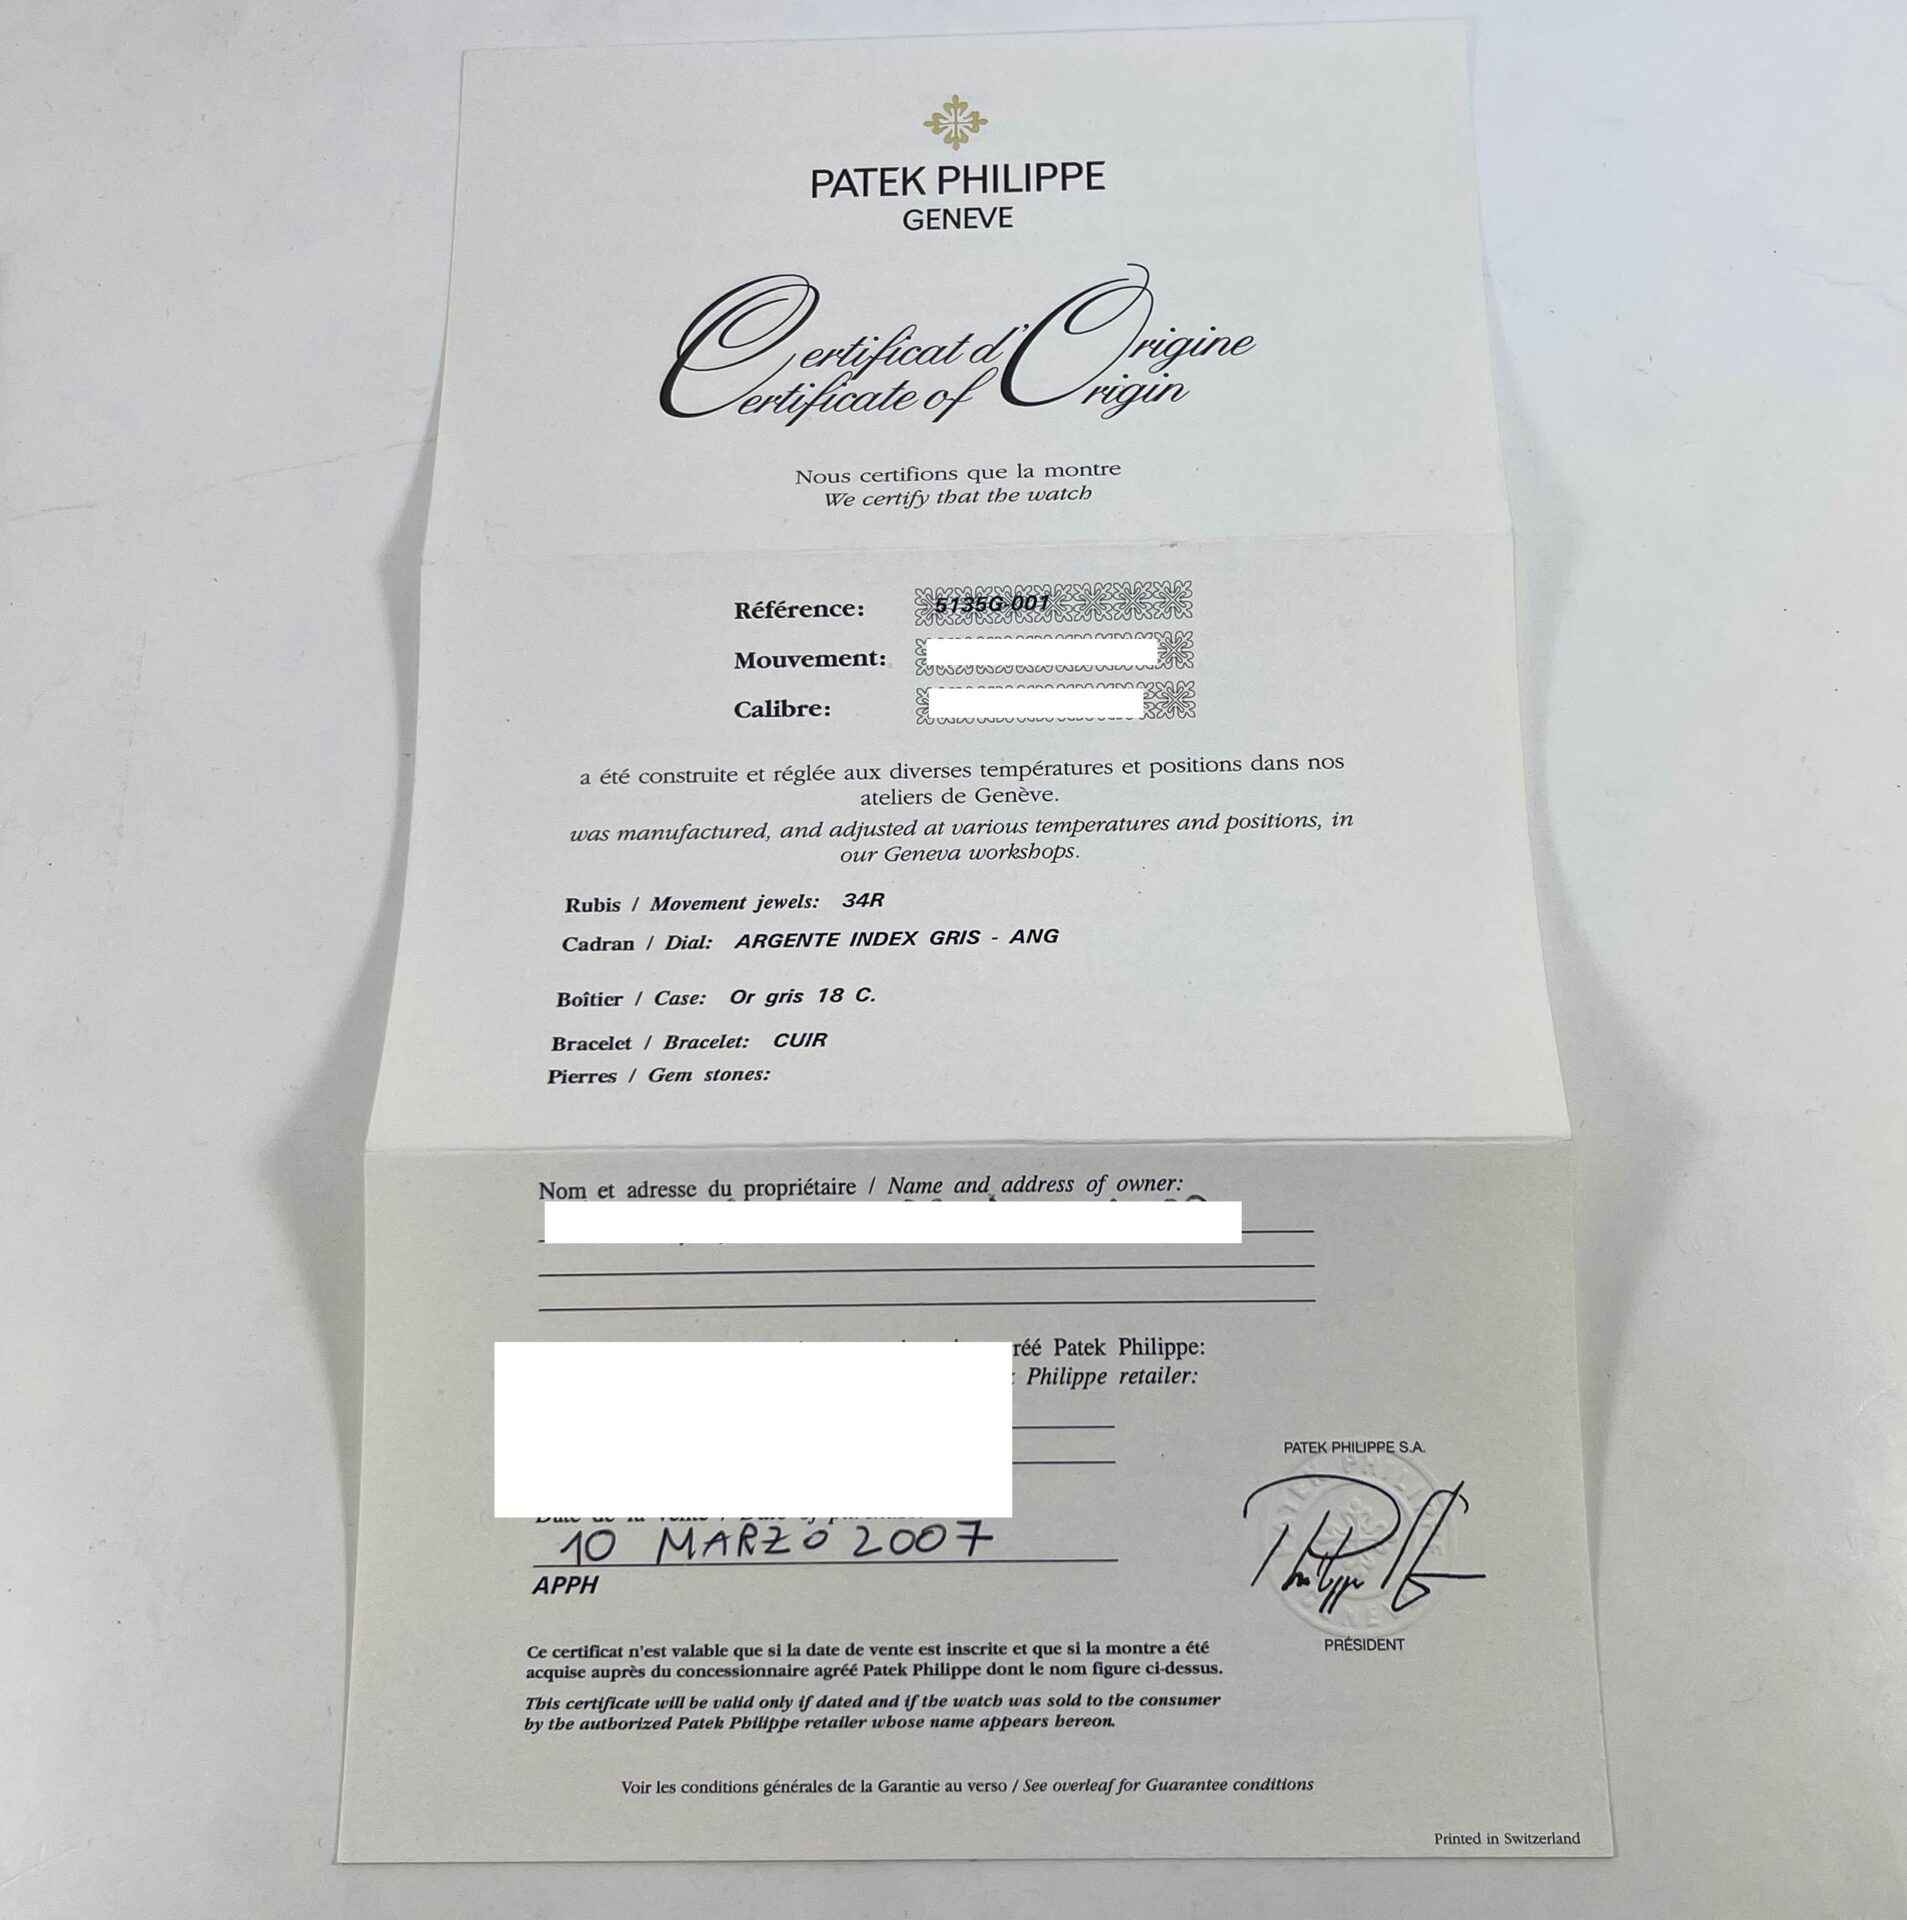 PATEK PHILIPPE
GENEVE
Certificat d'Origine
Certificate of Origin
Nous certifions que la montre
We certify that the watch
Référence: 5135G-001
Mouvement:
Calibre:
a été construite et réglée aux diverses températures et positions dans nos
ateliers de Genève.
was manufactured, and adjusted at various temperatures and positions, in
our Geneva workshops.
Rubis / Movement jewels: 34R
Cadran / Dial: ARGENTE INDEX GRIS - ANG
Boîtier / Case: Or gris 18 C.
Bracelet / Bracelet: CUIR
Pierres / Gem stones:
Nom et adresse du propriétaire / Name and address of owner:
réé Patek Philippe:
Philippe retailer:
10 MARZO 2007
APPH
PATEK PHILIPPE S.A.
PRÉSIDENT
Ce certificat n'est valable que si la date de vente est inscrite et que si la montre a été
acquise auprès du concessionnaire agréé Patek Philippe dont le nom figure ci-dessus.
This certificate will be valid only if dated and if the watch was sold to the consumer
by the authorized Patek Philippe retailer whose name appears hereon.
Voir les conditions générales de la Garantie au verso / See overleaf for Guarantee conditions
Printed in Switzerland